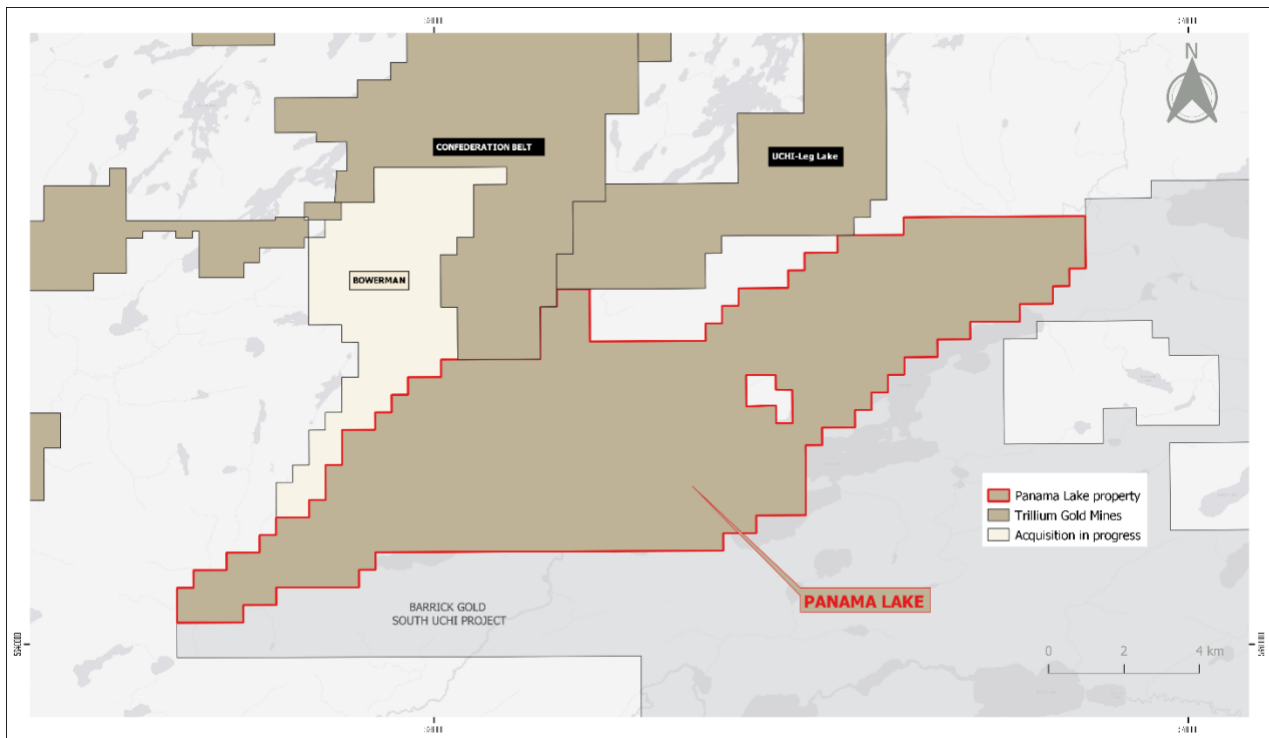 N
CONFEDERATION BELT
UCHI-Leg Lake
BOWERMAN
Panama Lake property
Trillium Gold Mines
Acquisition in progress
PANAMA LAKE
BARRICK GOLD
SOUTH UCHI PROJECT
0 2 4 km